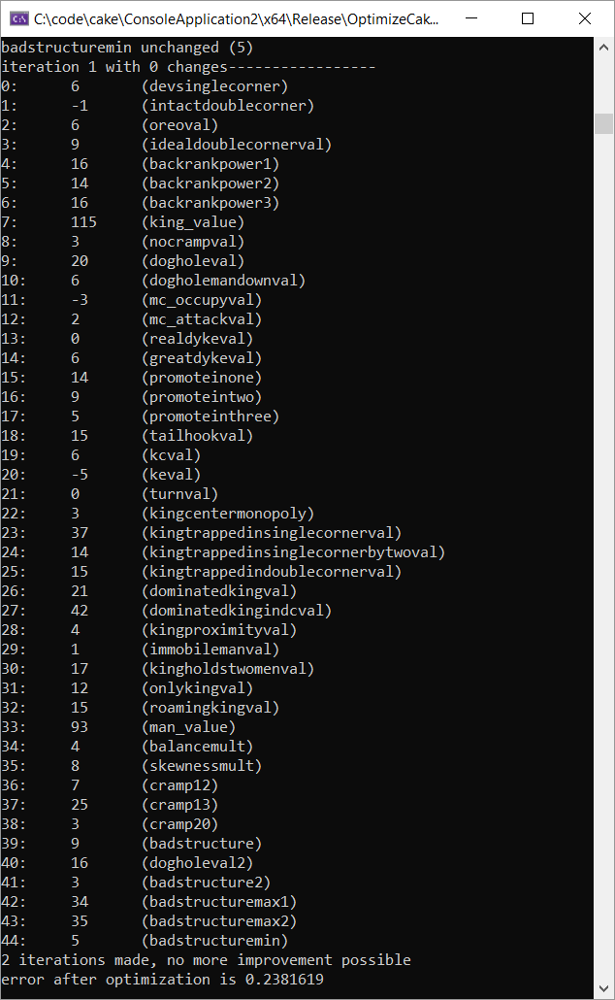 C:\code\cake\ConsoleApplication2\x64\Release\OptimizeCak...
badstructuremin unchanged (5)
iteration 1 with 0 changes-----------------
0: 6 (devsinglecorner)
1: -1 (intactdoublecorner)
2: 6 (oreoval)
3: 9 (idealdoublecornerval)
4: 16 (backrankpower1)
5: 14 (backrankpower2)
6: 16 (backrankpower3)
7: 115 (king_value)
8: 3 (nocrampval)
9: 20 (dogholeval)
10: 6 (dogholemandownval)
11: -3 (mc_occupyval)
12: 2 (mc_attackval)
13: 0 (realdykeval)
14: 6 (greatdykeval)
15: 14 (promoteinone)
16: 9 (promoteintwo)
17: 5 (promoteinthree)
18: 15 (tailhookval)
19: 6 (kcval)
20: -5 (keval)
21: 0 (turnval)
22: 3 (kingcentermonopoly)
23: 37 (kingtrappedinsinglecornerval)
24: 14 (kingtrappedinsinglecornerbytwoval)
25: 15 (kingtrappedindoublecornerval)
26: 21 (dominatedkingval)
27: 42 (dominatedkingindcval)
28: 4 (kingproximityval)
29: 1 (immobilemanval)
30: 17 (kingholdstwomenval)
31: 12 (onlykingval)
32: 15 (roamingkingval)
33: 93 (man_value)
34: 4 (balancemult)
35: 8 (skewnessmult)
36: 7 (cramp12)
37: 25 (cramp13)
38: 3 (cramp20)
39: 9 (badstructure)
40: 16 (dogholeval2)
41: 3 (badstructure2)
42: 34 (badstructuremax1)
43: 35 (badstructuremax2)
44: 5 (badstructuremin)
2 iterations made, no more improvement possible
error after optimization is 0.2381619